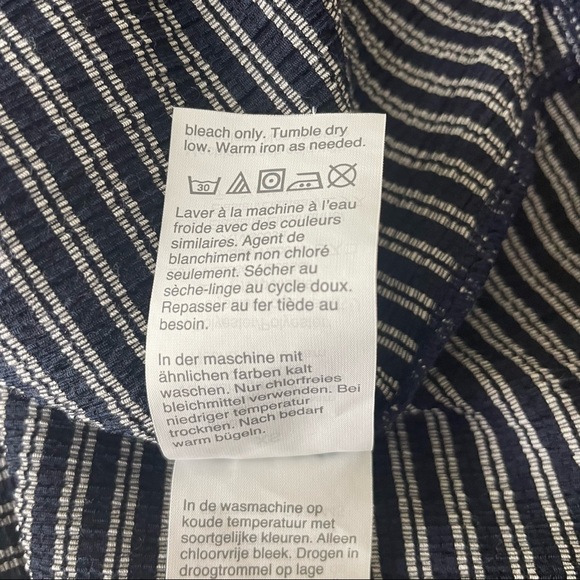 bleach only. Tumble dry
low. Warm iron as needed.
30
Laver à la machine à l'eau
froide avec des couleurs
similaires. Agent de
blanchiment non chloré
seulement. Sécher au
sèche-linge au cycle doux.
Repasser au fer tiède au
besoin.
In der maschine mit
ähnlichen farben kalt
waschen. Nur chlorfreies
bleichmittel verwenden. Bei
niedriger temperatur
trocknen. Nach bedarf
warm bügeln.
In de wasmachine op
koude temperatuur met
soortgelijke kleuren. Alleen
chloorvrije bleek. Drogen in
droogtrommel op lage